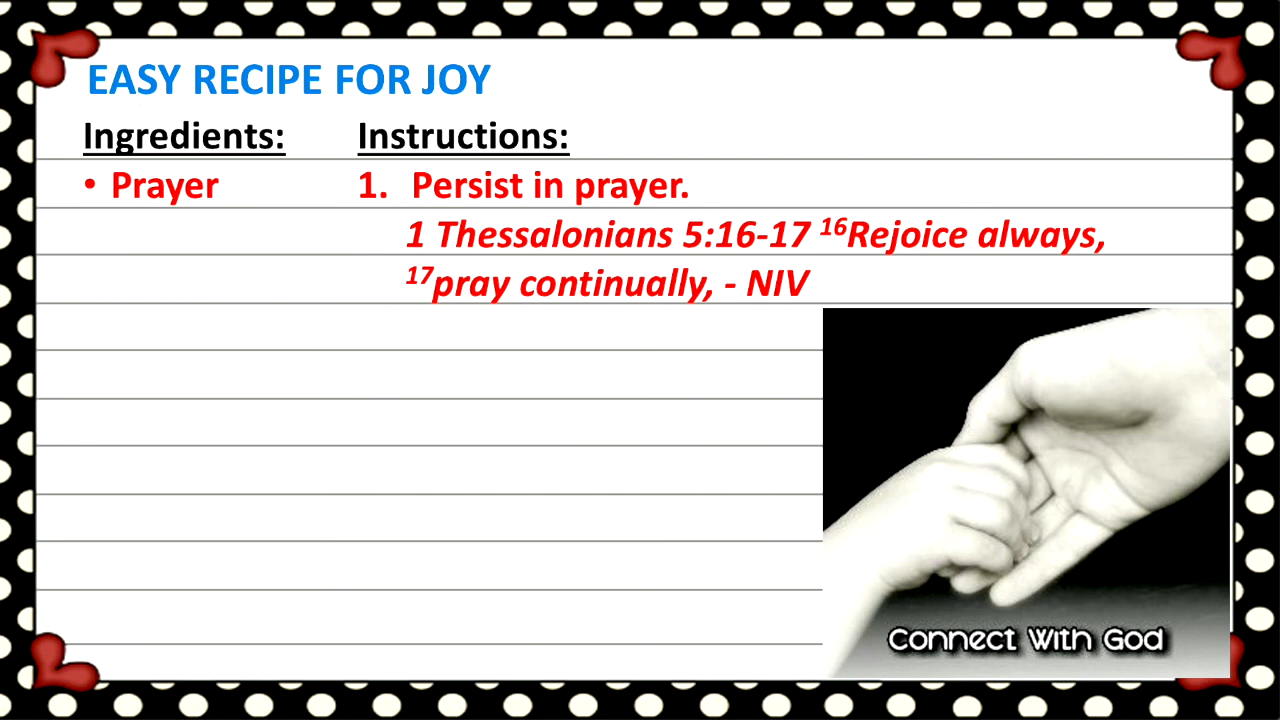 EASY RECIPE FOR JOY
Ingredients: Instructions:
• Prayer 1. Persist in prayer.
1 Thessalonians 5:16-17 ¹⁶Rejoice always,
¹⁷pray continually, - NIV
Connect With God